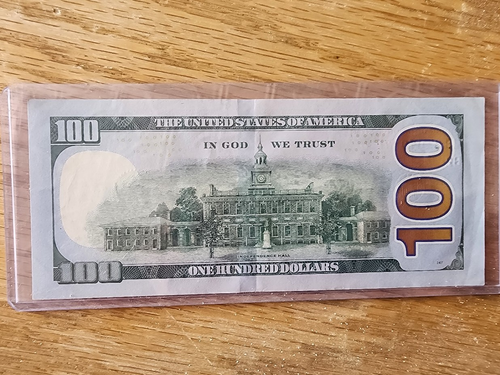 100
THE UNITED STATES OF AMERICA
IN GOD WE TRUST
100
INDEPENDENCE HALL
100
ONE HUNDRED DOLLARS